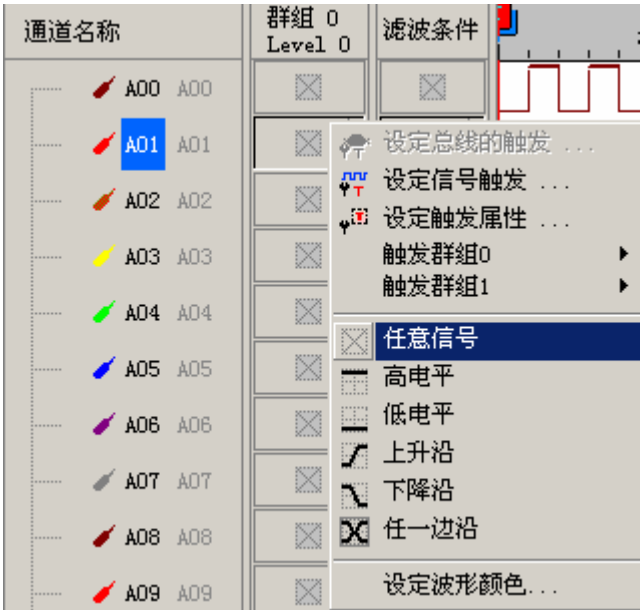 通道名称
群组 0
Level 0
滤波条件
A00 A00
A01 A01
A02 A02
A03 A03
A04 A04
A05 A05
A06 A06
A07 A07
A08 A08
A09 A09
设定总线的触发 ...
设定信号触发 ...
设定触发属性 ...
触发群组0
触发群组1
任意信号
高电平
低电平
上升沿
下降沿
任一边沿
设定波形颜色...